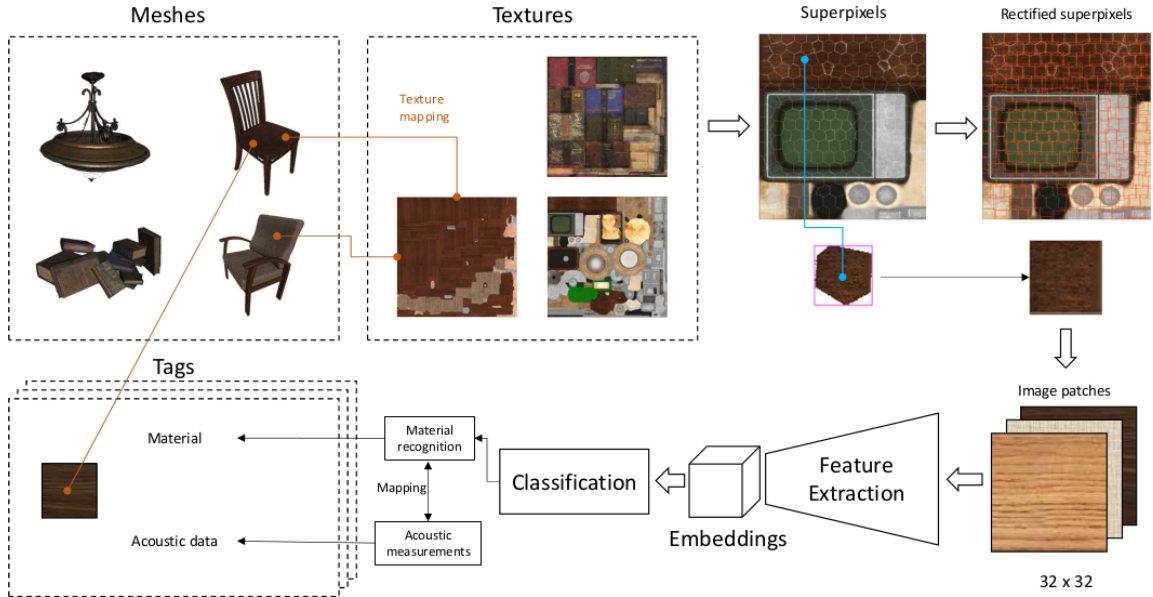 Meshes
Textures
Superpixels
Rectified superpixels
Texture
mapping
Tags
Image patches
Material
Material
recognition
Mapping
Classification
Feature
Extraction
Embeddings
Acoustic data
Acoustic
measurements
32 x 32